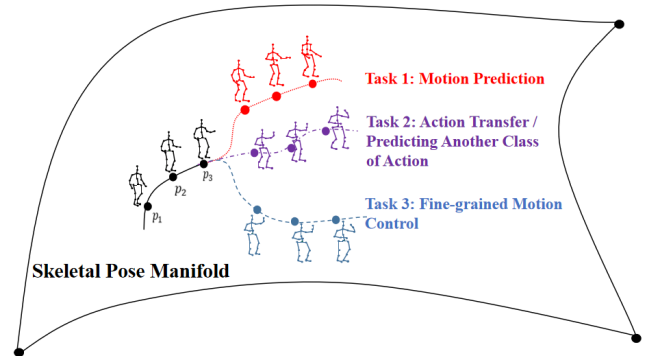 Task 1: Motion Prediction
Task 2: Action Transfer /
Predicting Another Class
of Action
p3
p2
p1
Task 3: Fine-grained Motion
Control
Skeletal Pose Manifold